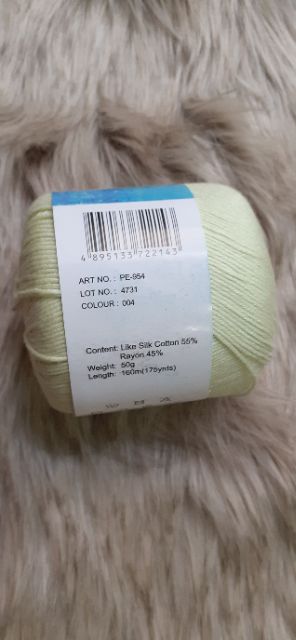 4 895133 722143
ART NO. : PE-954
LOT NO. : 4731
COLOUR : 004
Content: Like Silk Cotton 55%
Rayon 45%
Weight: 50g
Length: 160m(175ynts)